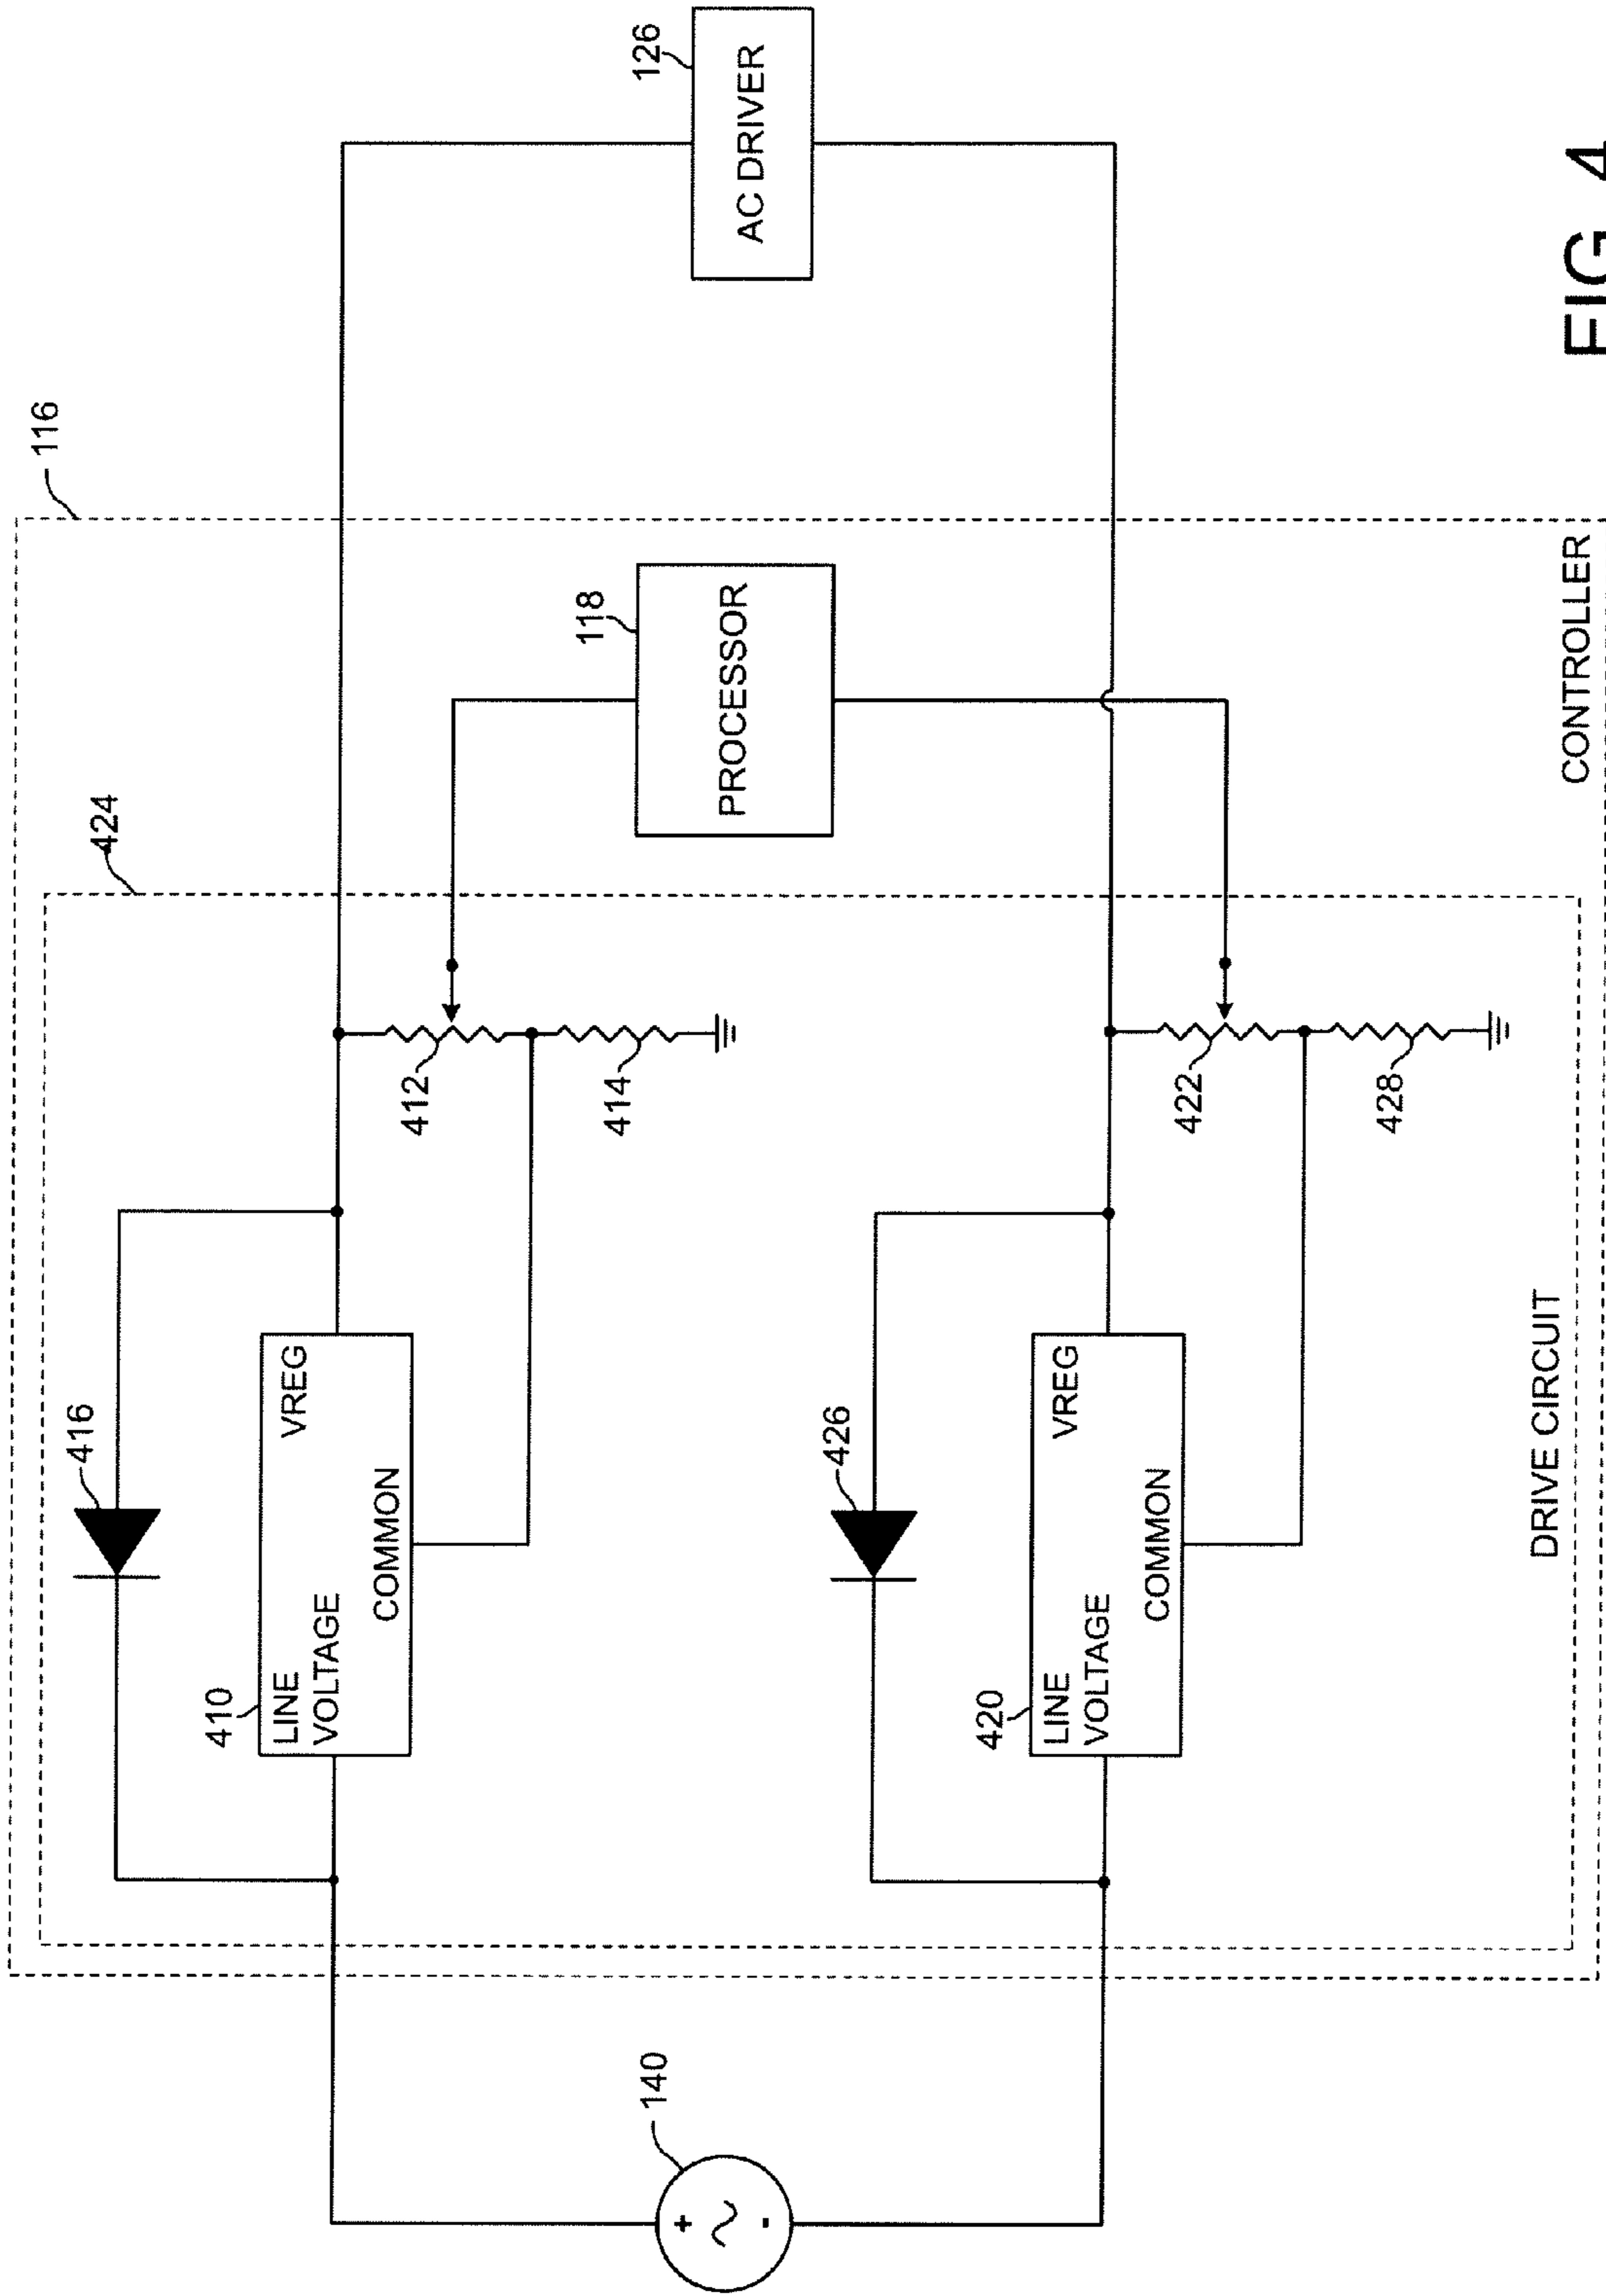 116
424
416
410
LINE
VOLTAGE
VREG
COMMON
412
414
118
PROCESSOR
126
AC DRIVER
140
+
-
426
420
LINE
VOLTAGE
VREG
COMMON
422
428
DRIVE CIRCUIT
CONTROLLER
FIG. 4